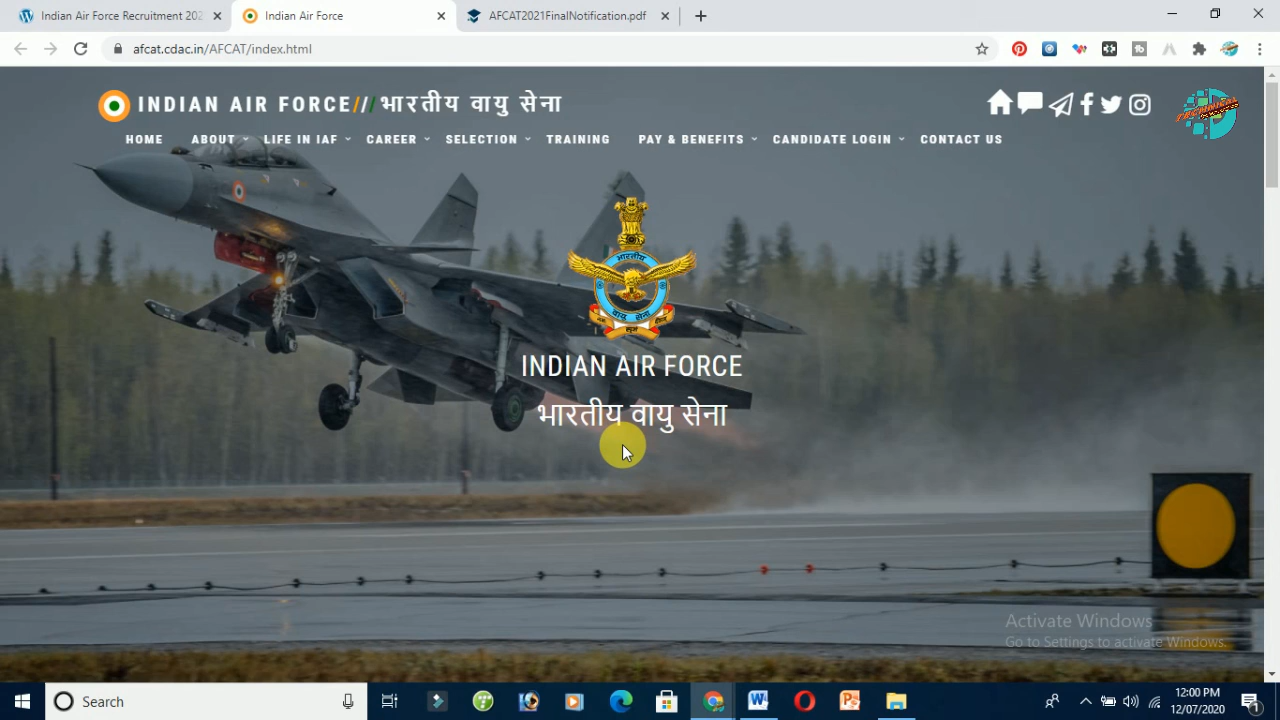 Indian Air Force Recruitment 202
Indian Air Force
AFCAT2021FinalNotification.pdf
afcat.cdac.in/AFCAT/index.html
INDIAN AIR FORCE///भारतीय वायु सेना
HOME ABOUT LIFE IN IAF CAREER SELECTION TRAINING PAY & BENEFITS CANDIDATE LOGIN CONTACT US
भारतीय
वायु सेना
INDIAN AIR FORCE
भारतीय वायु सेना
Activate Windows
Go to Settings to activate Windows.
Search
12:00 PM
12/07/2020